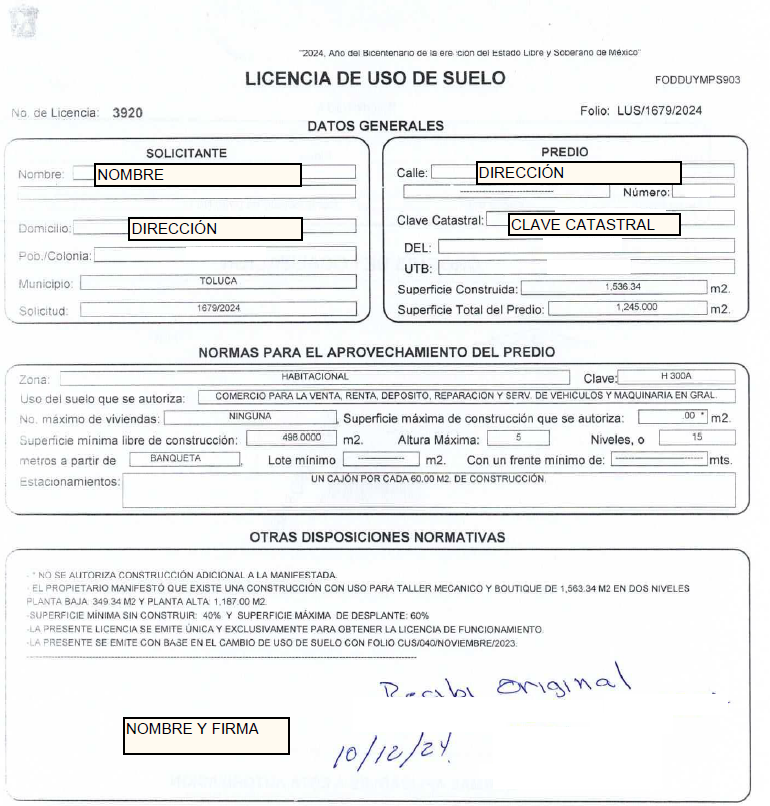 "2024, Año del Bicentenario de la erección del Estado Libre y Soberano de México"
LICENCIA DE USO DE SUELO
FODDUYMPS903
No. de Licencia: 3920
Folio: LUS/1679/2024
DATOS GENERALES
SOLICITANTE
Nombre: NOMBRE
Domicilio: DIRECCIÓN
Pob./Colonia:
Municipio: TOLUCA
Solicitud: 1679/2024
PREDIO
Calle: DIRECCIÓN
Número:
Clave Catastral: CLAVE CATASTRAL
DEL:
UTB:
Superficie Construida: 1,536.34 m2.
Superficie Total del Predio: 1,245.000 m2.
NORMAS PARA EL APROVECHAMIENTO DEL PREDIO
Zona: HABITACIONAL Clave: H 300A
Uso del suelo que se autoriza: COMERCIO PARA LA VENTA, RENTA, DEPOSITO, REPARACION Y SERV. DE VEHICULOS Y MAQUINARIA EN GRAL.
No. máximo de viviendas: NINGUNA, Superficie máxima de construcción que se autoriza: .00 * m2.
Superficie mínima libre de construcción: 498.0000 m2. Altura Máxima: 5 Niveles, o 15
metros a partir de BANQUETA, Lote mínimo ------------ m2. Con un frente mínimo de: ------------ mts.
Estacionamientos: UN CAJÓN POR CADA 60.00 M2. DE CONSTRUCCIÓN.
OTRAS DISPOSICIONES NORMATIVAS
- * NO SE AUTORIZA CONSTRUCCIÓN ADICIONAL A LA MANIFESTADA.
- EL PROPIETARIO MANIFESTÓ QUE EXISTE UNA CONSTRUCCIÓN CON USO PARA TALLER MECANICO Y BOUTIQUE DE 1,563.34 M2 EN DOS NIVELES
PLANTA BAJA: 349.34 M2 Y PLANTA ALTA: 1,187.00 M2.
-SUPERFICIE MÍNIMA SIN CONSTRUIR: 40% Y SUPERFICIE MÁXIMA DE DESPLANTE: 60%
-LA PRESENTE LICENCIA SE EMITE ÚNICA Y EXCLUSIVAMENTE PARA OBTENER LA LICENCIA DE FUNCIONAMIENTO.
-LA PRESENTE SE EMITE CON BASE EN EL CAMBIO DE USO DE SUELO CON FOLIO CUS/040/NOVIEMBRE/2023.
Recibi Original
NOMBRE Y FIRMA
10/12/24